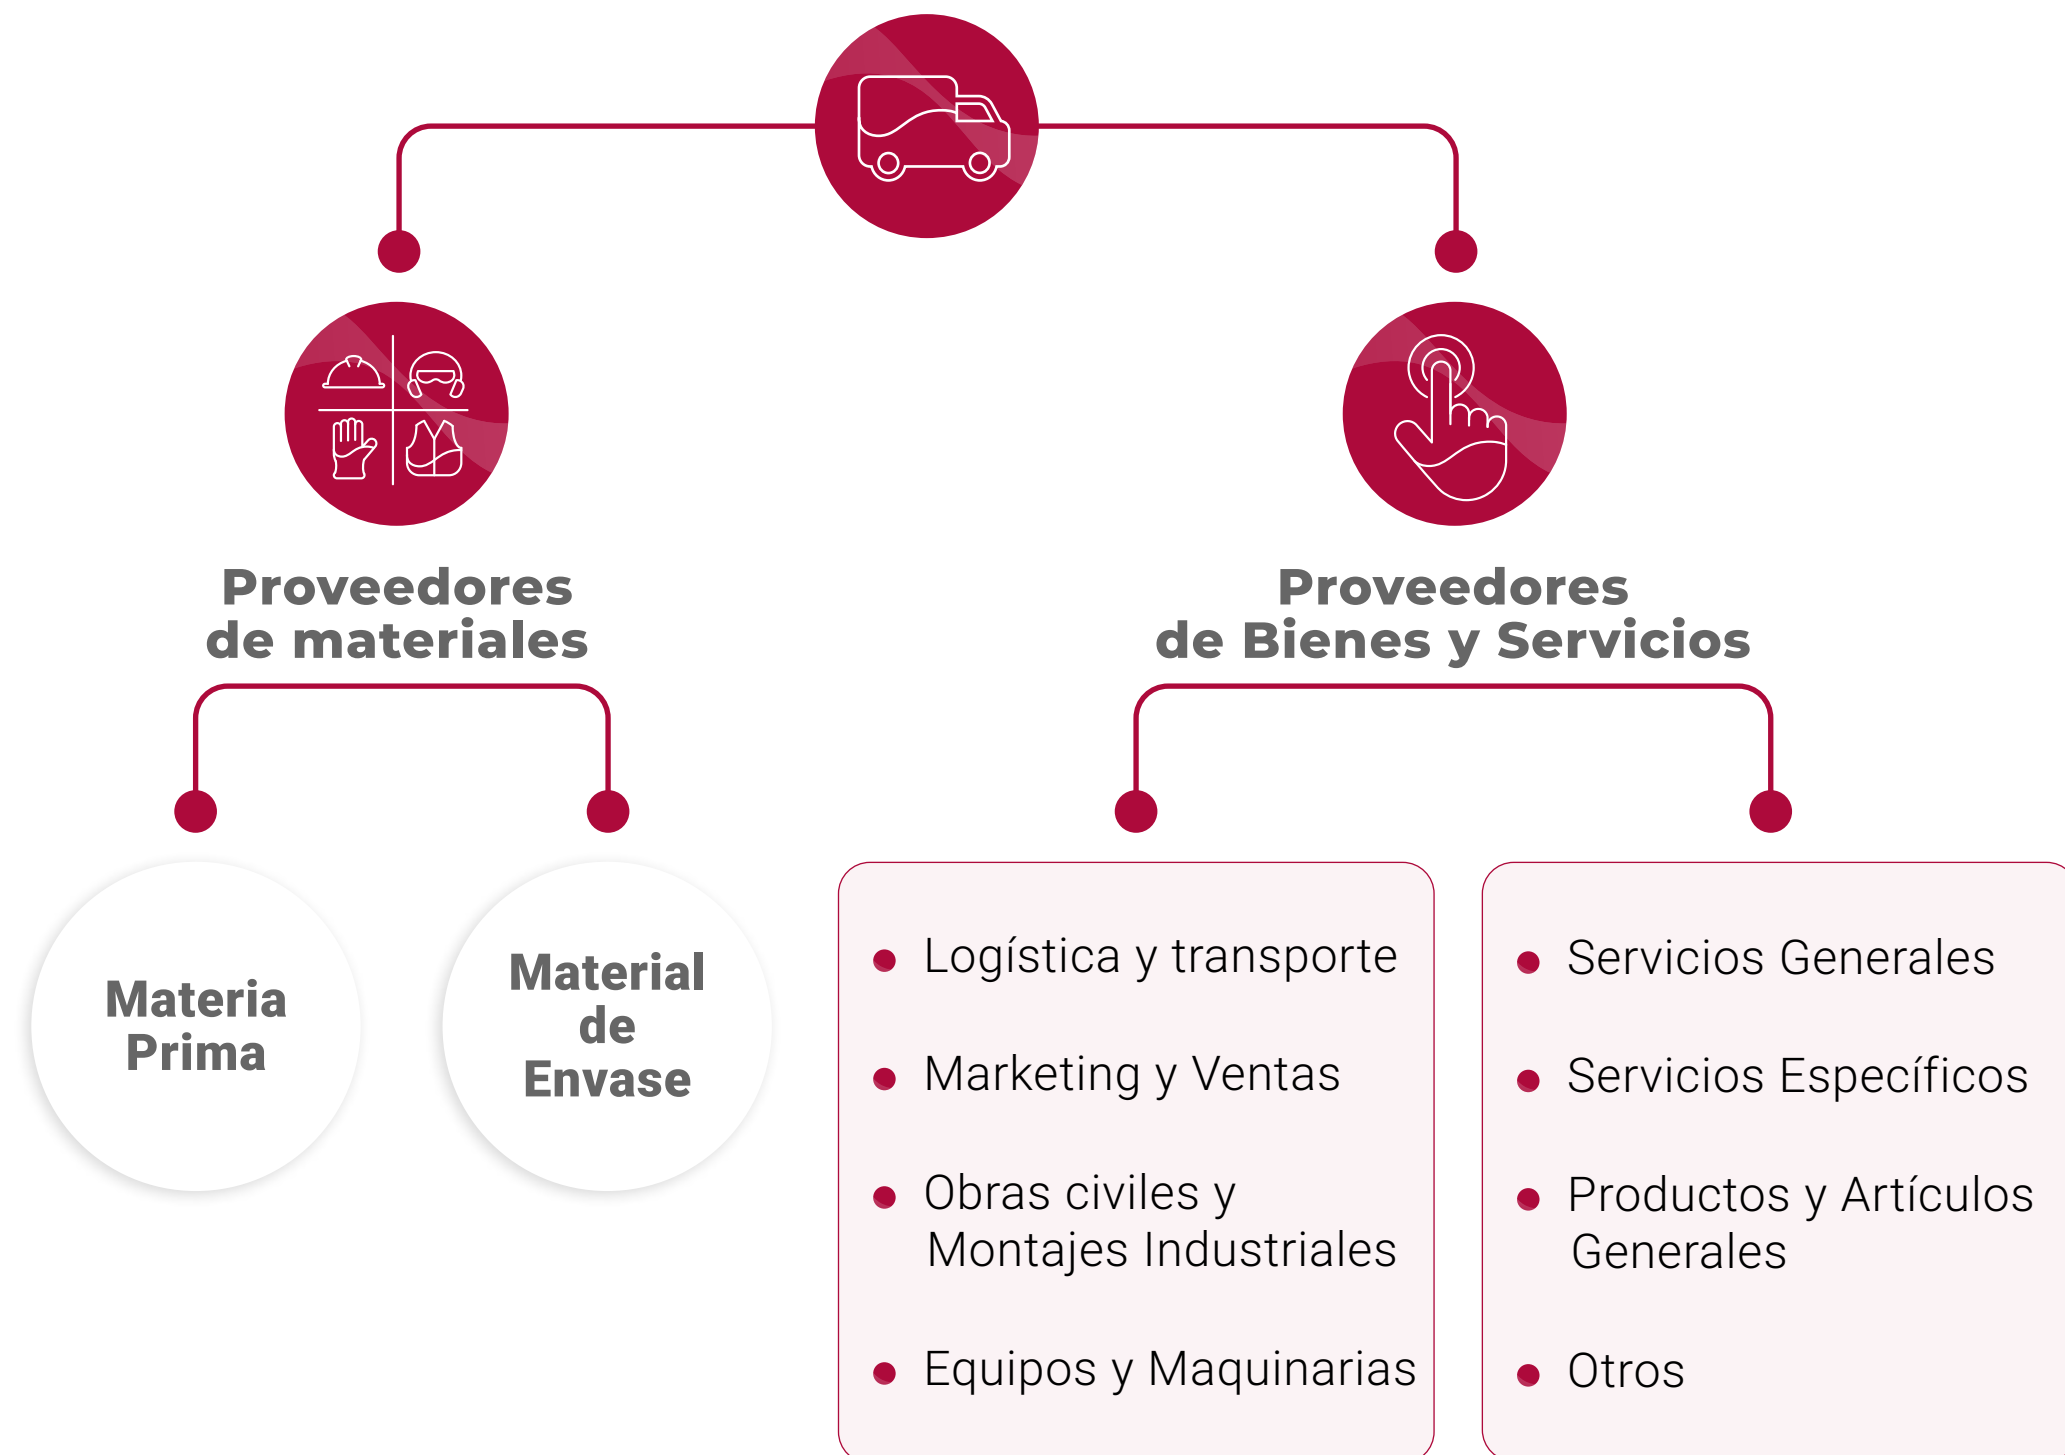 Proveedores
de materiales
Materia
Prima
Material
de
Envase
Proveedores
de Bienes y Servicios
Logística y transporte
Marketing y Ventas
Obras civiles y
Montajes Industriales
Equipos y Maquinarias
Servicios Generales
Servicios Específicos
Productos y Artículos
Generales
Otros